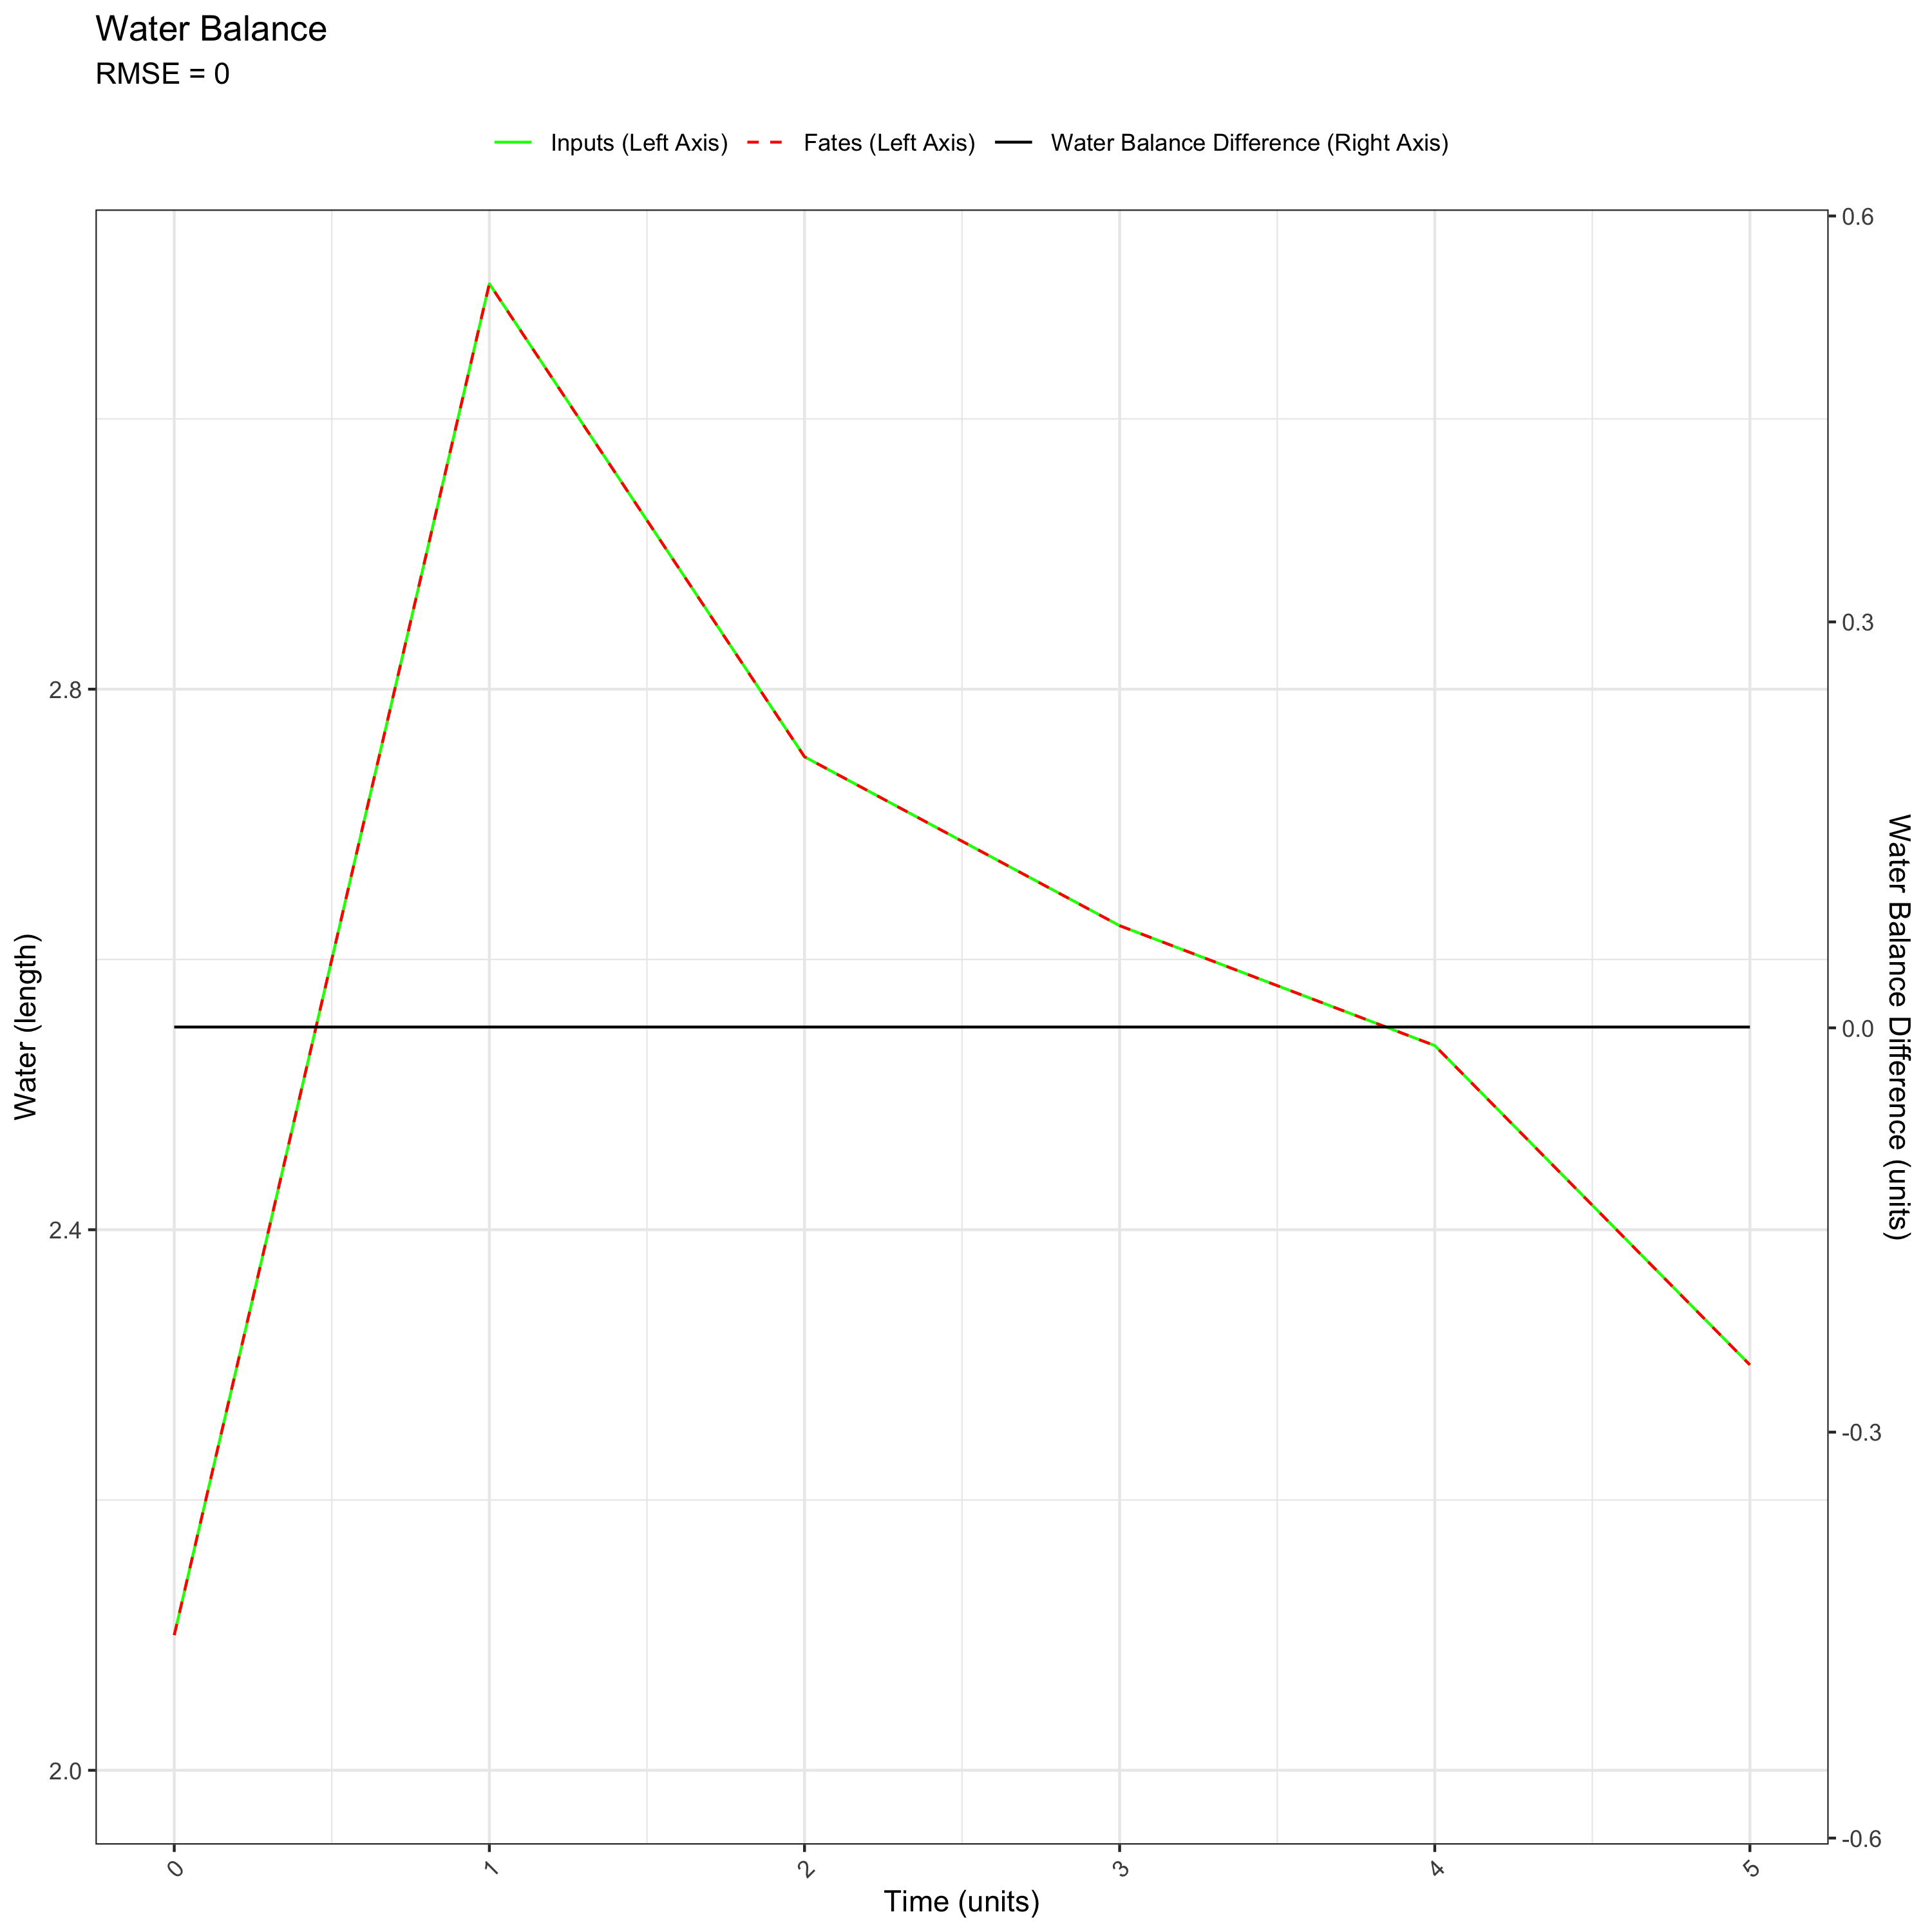 Water Balance
RMSE = 0
Inputs (Left Axis) Fates (Left Axis) Water Balance Difference (Right Axis)
0.6
0.3
2.8
Water (length)
0.0
Water Balance Difference (units)
2.4
-0.3
2.0
-0.6
0 1 2 3 4 5
Time (units)